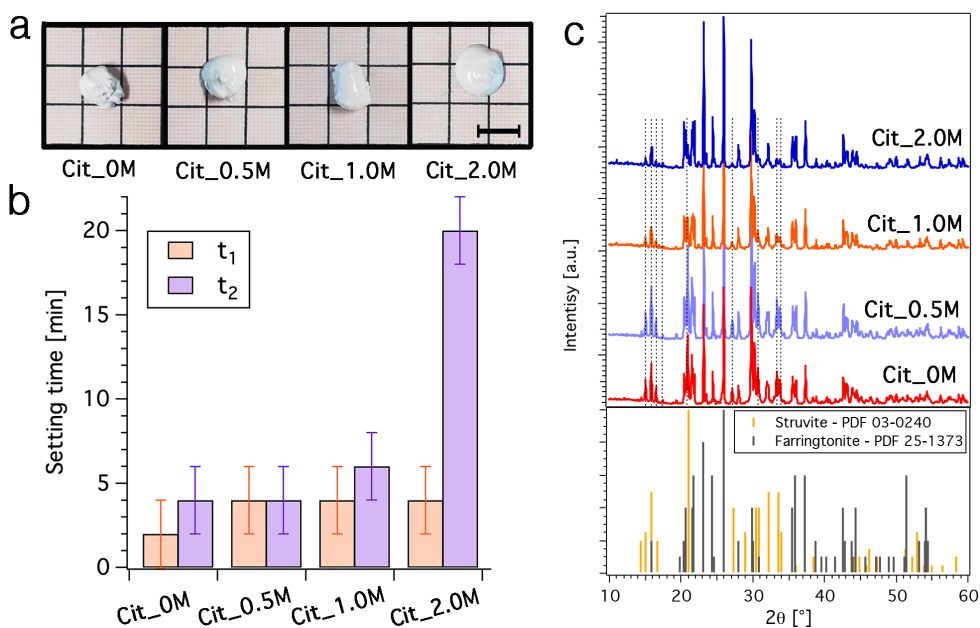 a
Cit_0M
Cit_0.5M
Cit_1.0M
Cit_2.0M
b
Setting time [min]
20
15
10
5
0
t₁
t₂
Cit_0M
Cit_0.5M
Cit_1.0M
Cit_2.0M
c
Intentisy [a.u.]
Cit_2.0M
Cit_1.0M
Cit_0.5M
Cit_0M
Struvite - PDF 03-0240
Farringtonite - PDF 25-1373
10 20 30 40 50 60
2θ [°]